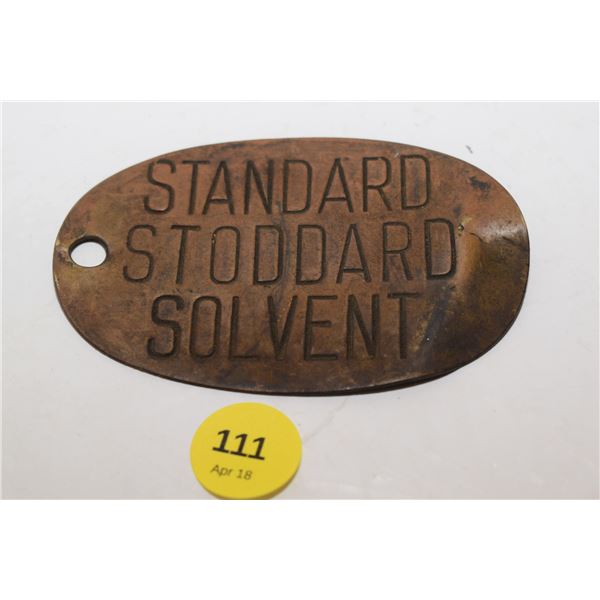 STANDARD
STODDARD
SOLVENT
111
Apr 18